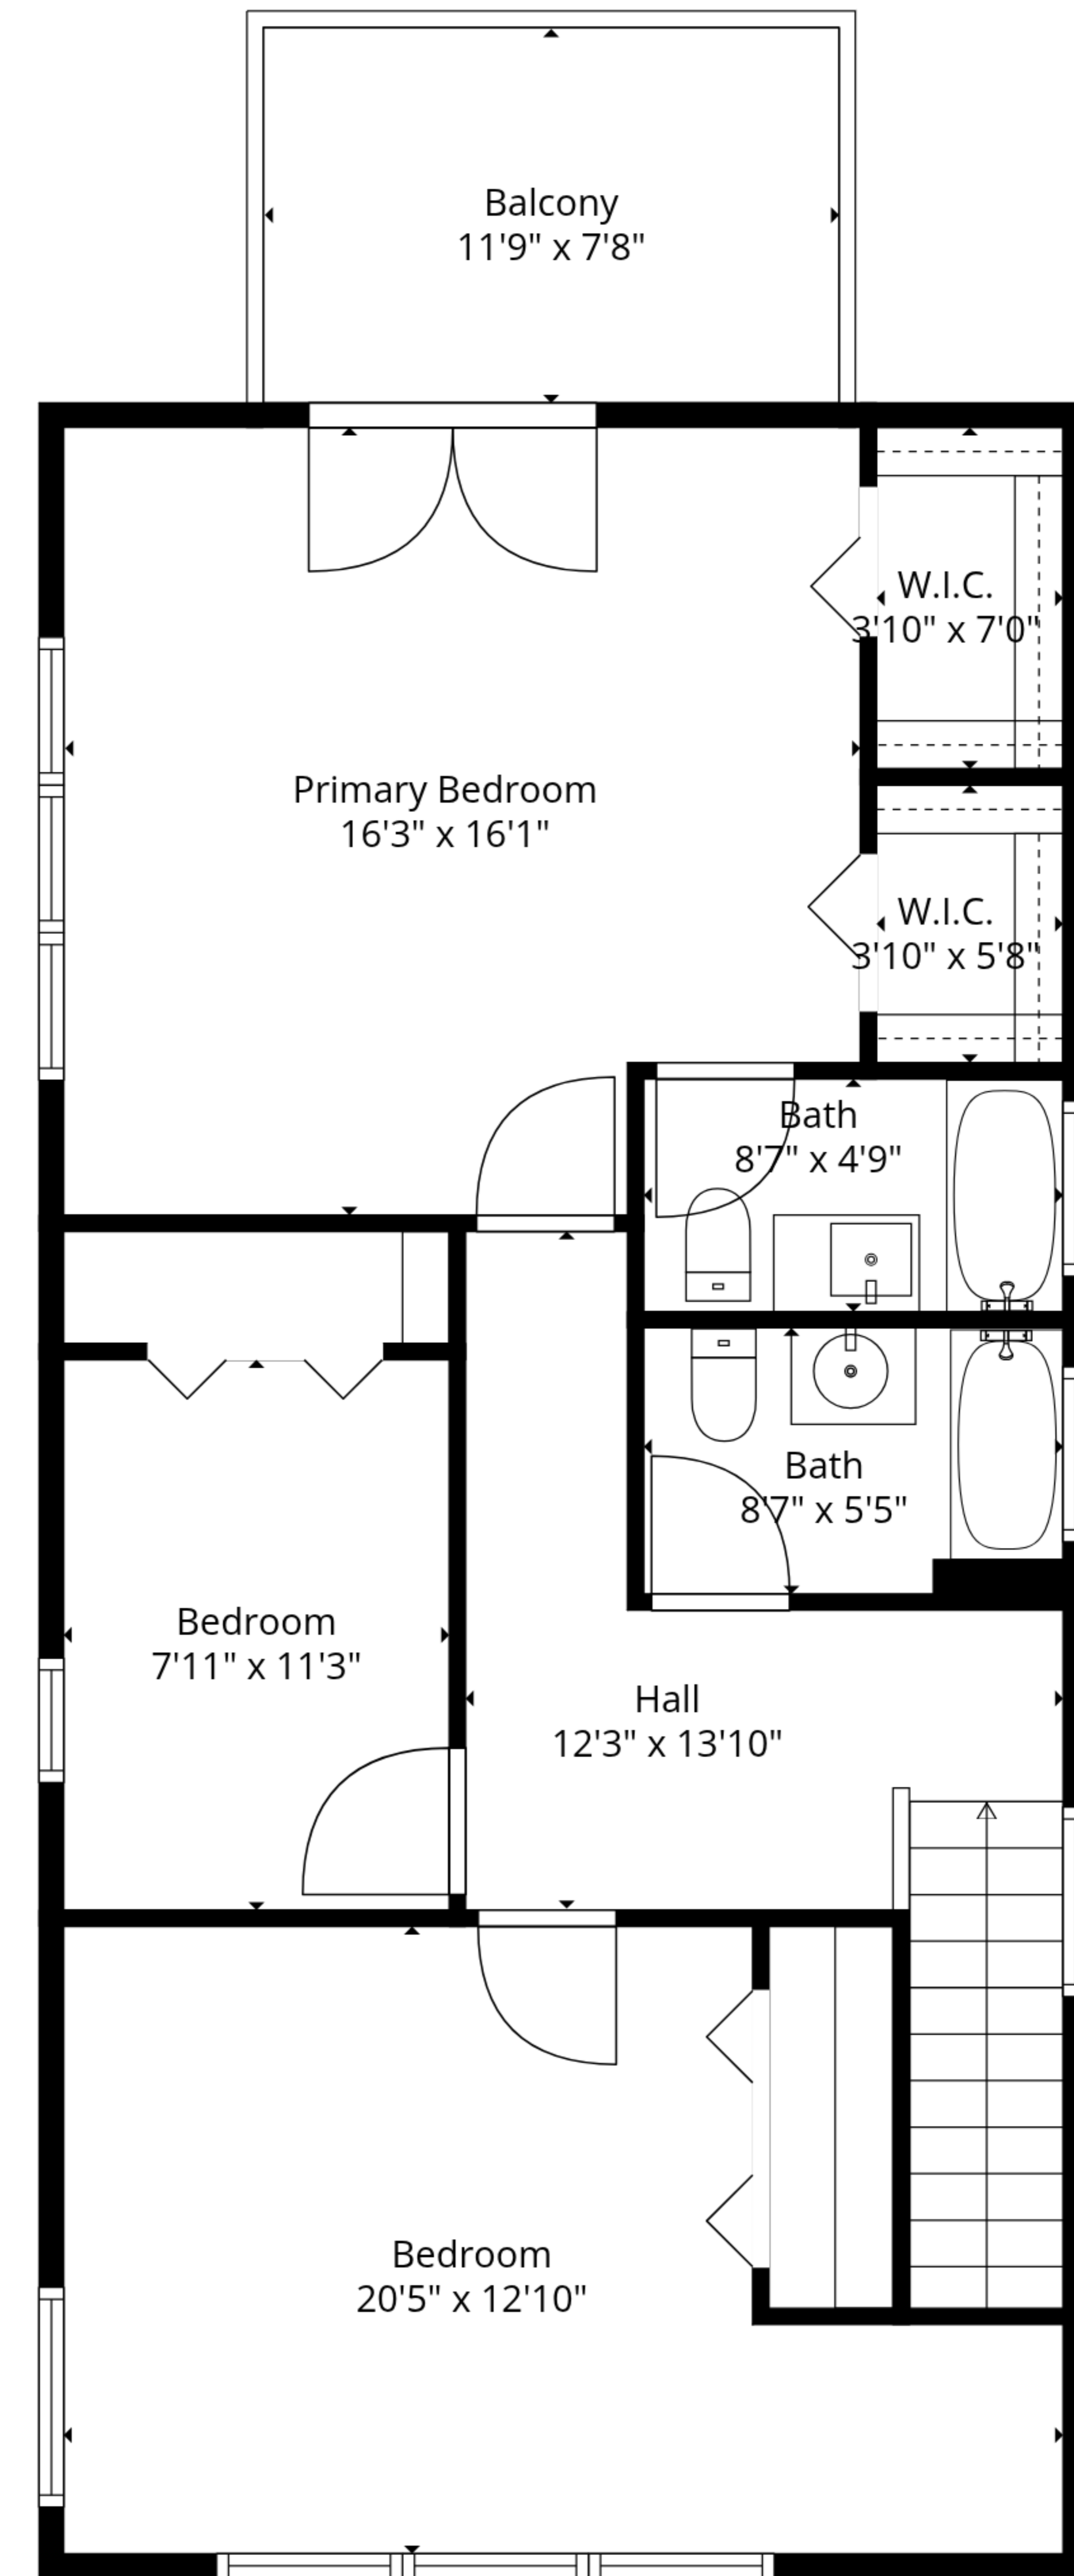 Balcony
11'9" x 7'8"
W.I.C.
3'10" x 7'0"
Primary Bedroom
16'3" x 16'1"
W.I.C.
3'10" x 5'8"
Bath
8'7" x 4'9"
Bath
8'7" x 5'5"
Bedroom
7'11" x 11'3"
Hall
12'3" x 13'10"
Bedroom
20'5" x 12'10"